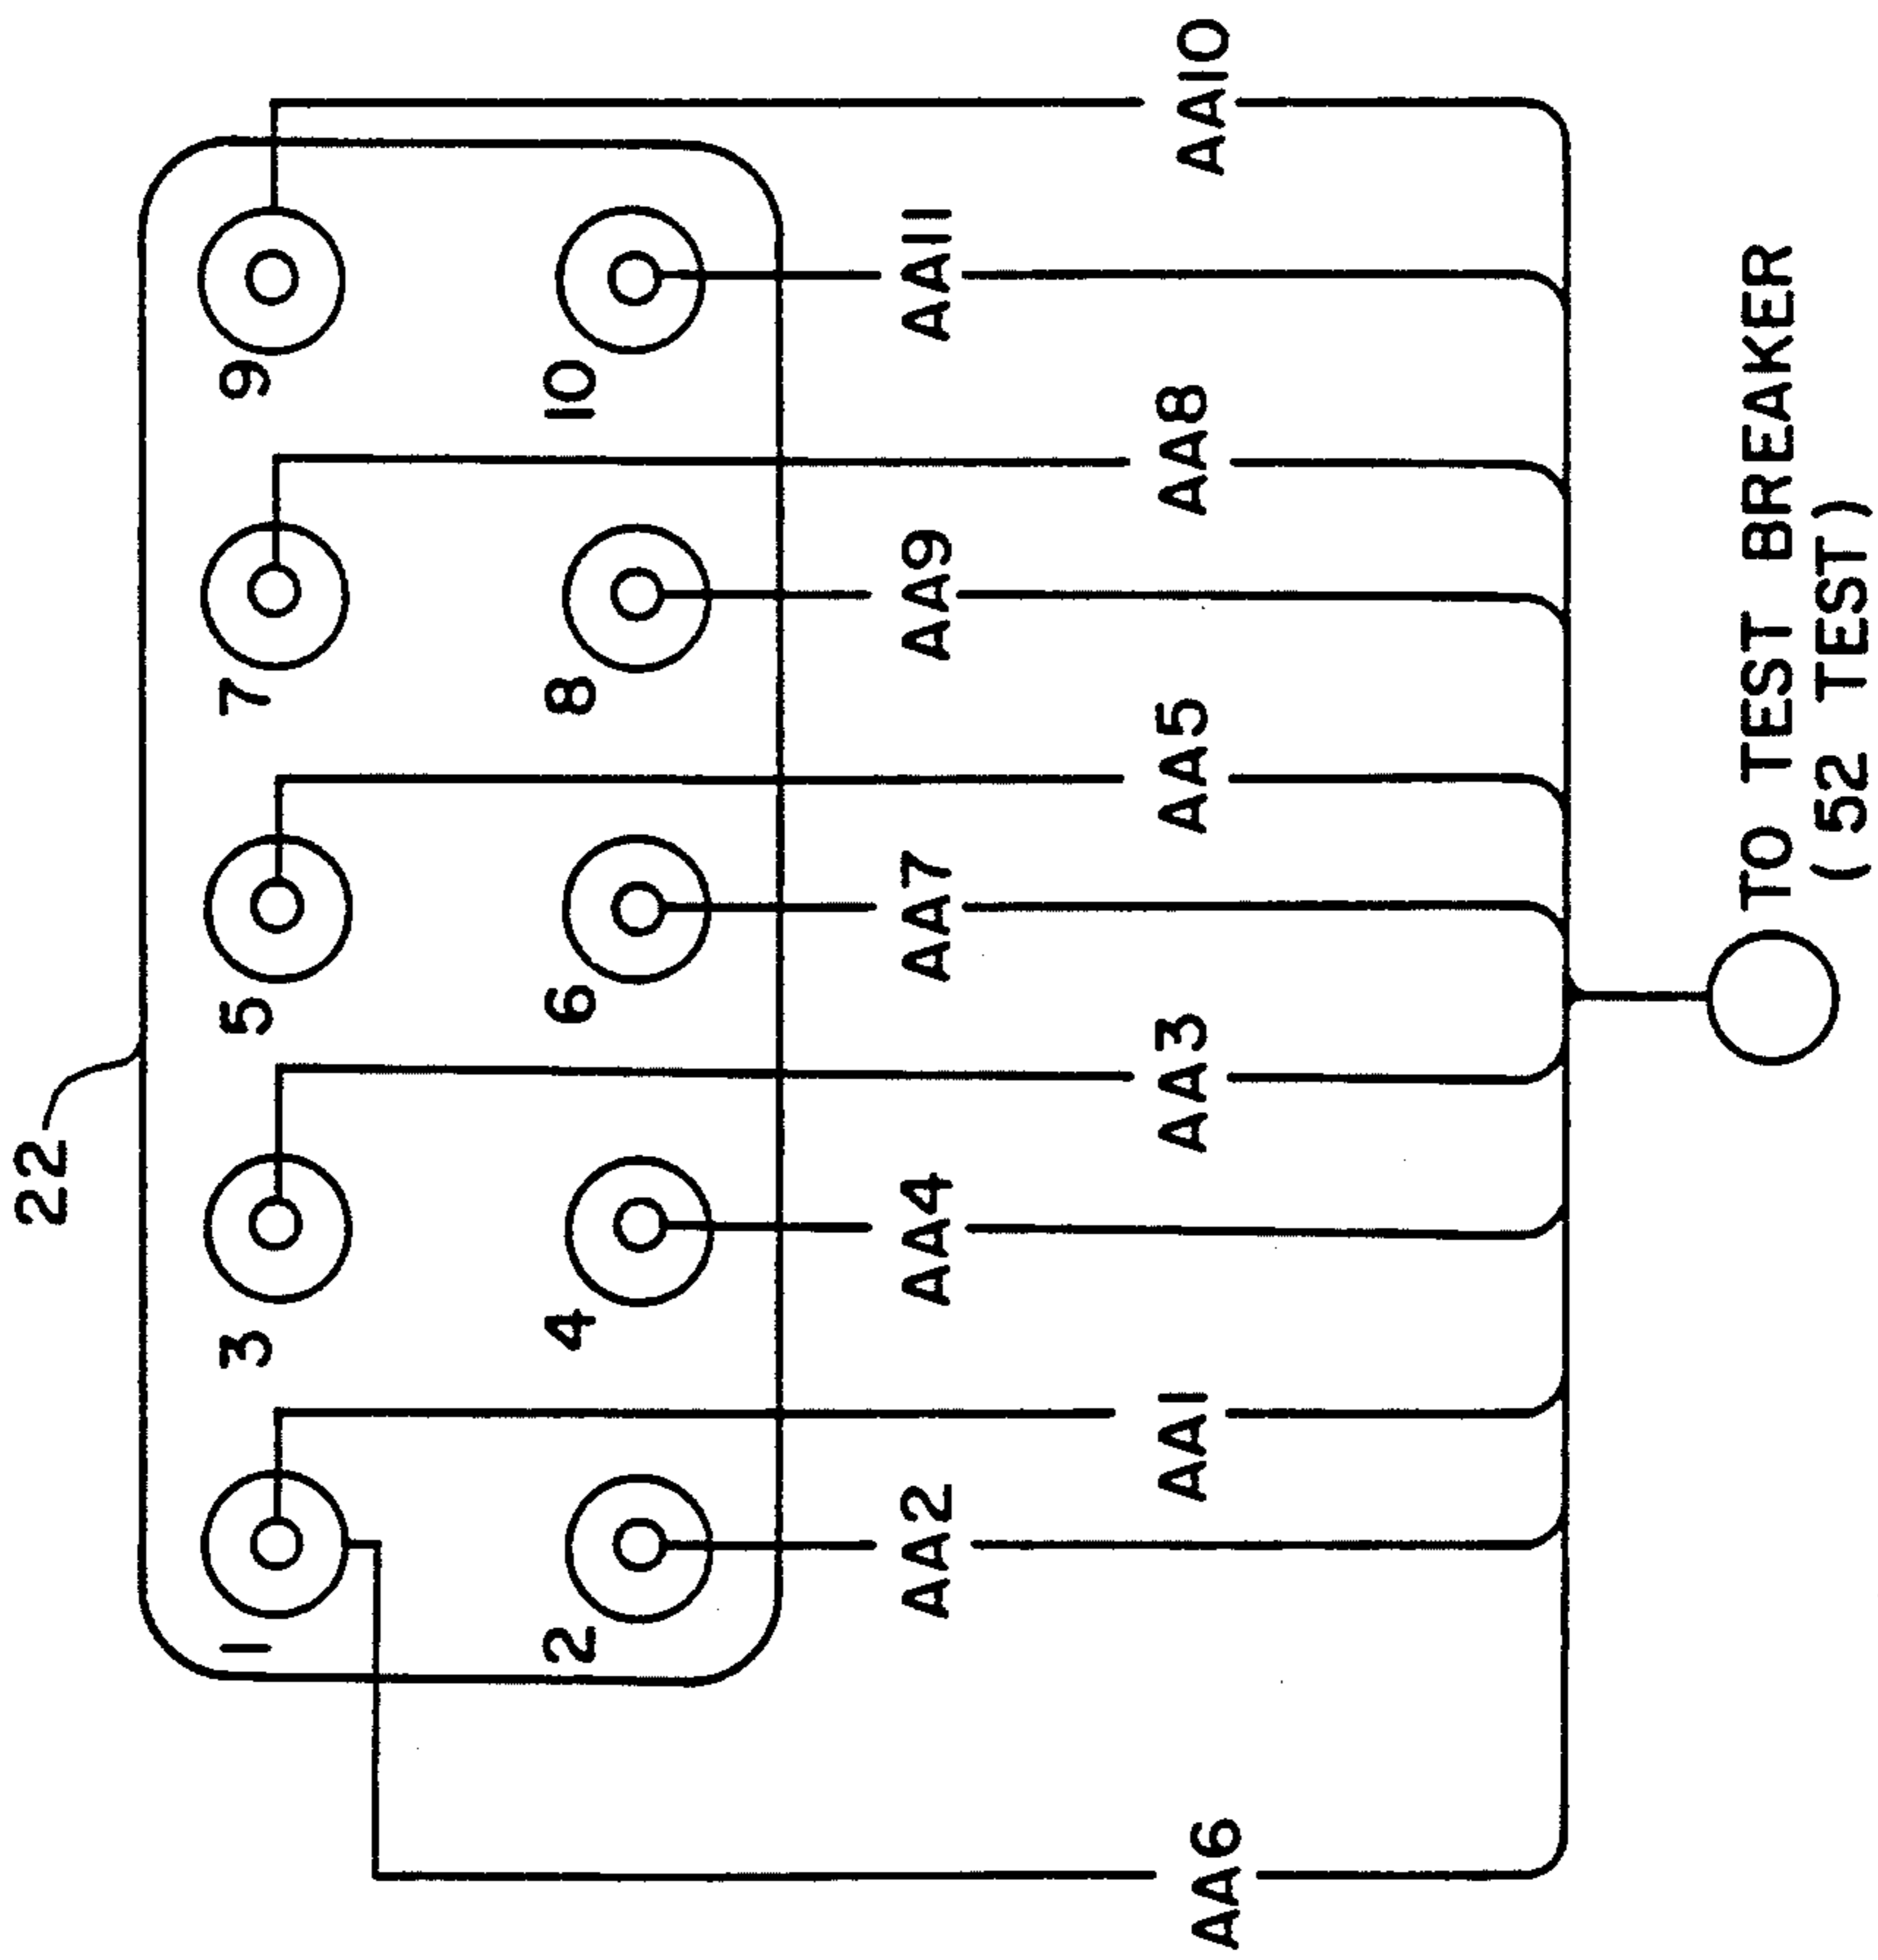 22
1
3
5
7
9
2
4
6
8
10
AA2
AA4
AA7
AA9
AA11
AA6
AA1
AA3
AA5
AA8
AA10
TO TEST BREAKER
(52 TEST)